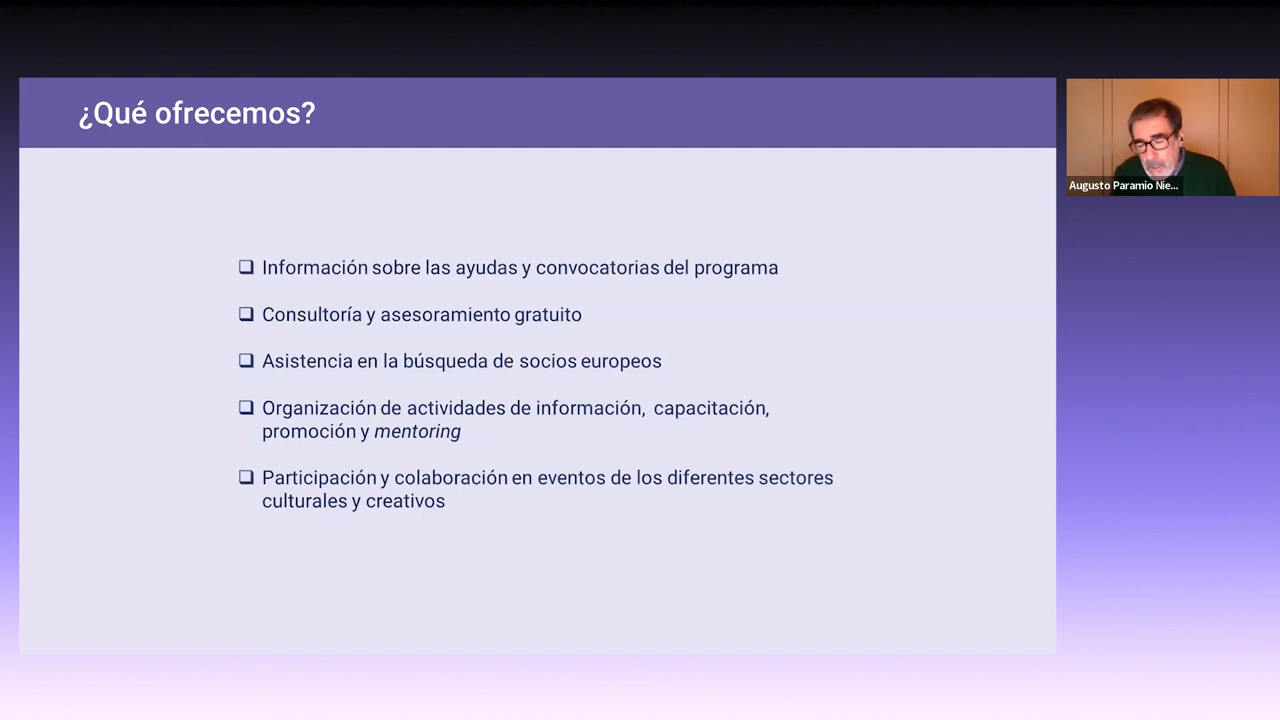 ¿Qué ofrecemos?
Información sobre las ayudas y convocatorias del programa
Consultoría y asesoramiento gratuito
Asistencia en la búsqueda de socios europeos
Organización de actividades de información, capacitación,
promoción y mentoring
Participación y colaboración en eventos de los diferentes sectores
culturales y creativos
Augusto Paramio Nie...